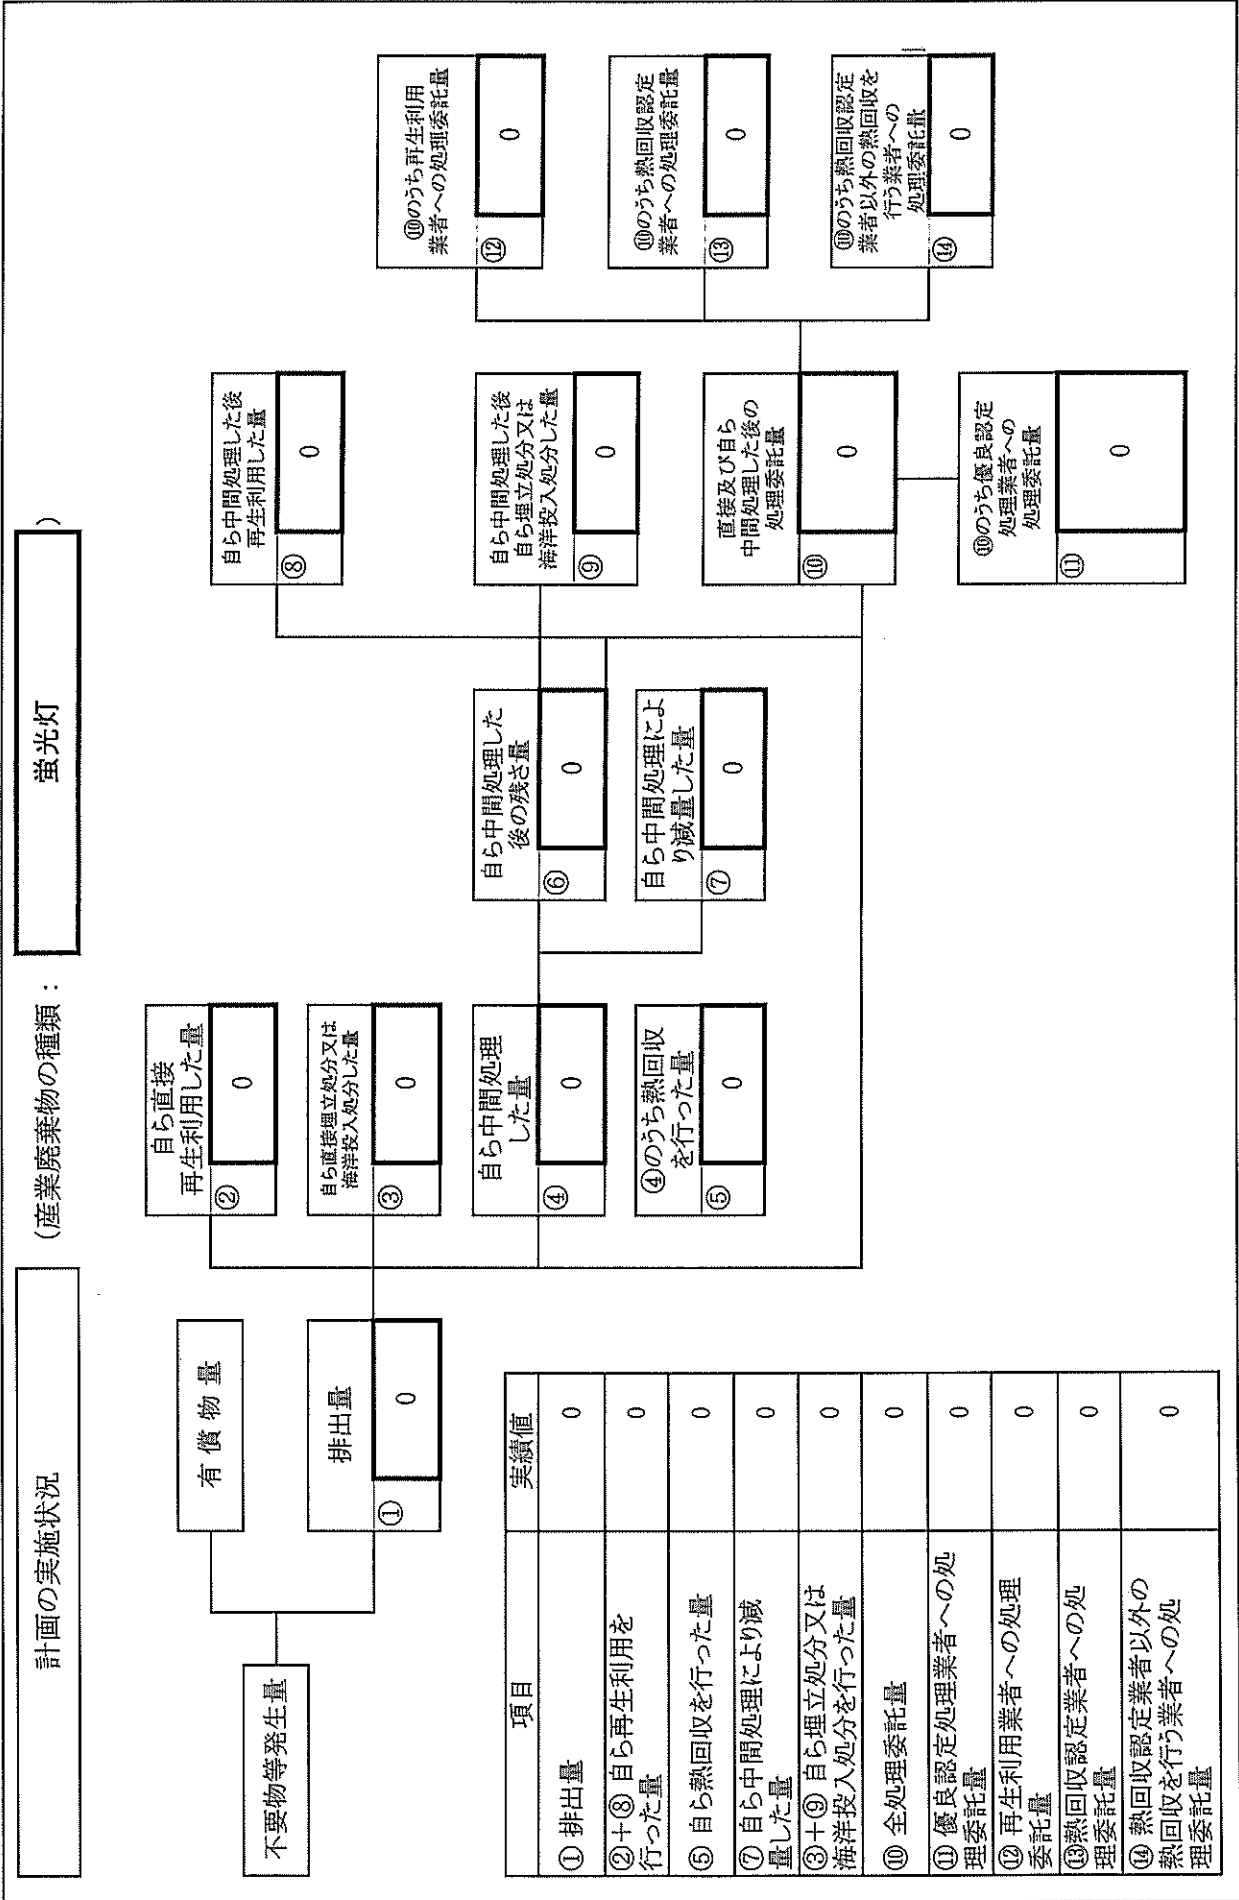 計画の実施状況
（産業廃棄物の種類：
蛍光灯
）
不要物等発生量
有償物量
排出量
①
0
自ら直接
再生利用した量
②
0
自ら直接埋立処分又は
海洋投入処分した量
③
0
自ら中間処理
した量
④
0
④のうち熱回収
を行った量
⑤
0
自ら中間処理した
後の残さ量
⑥
0
自ら中間処理によ
り減量した量
⑦
0
自ら中間処理した後
再生利用した量
⑧
0
自ら中間処理した後
自ら埋立処分又は
海洋投入処分した量
⑨
0
直接及び自ら
中間処理した後の
処理委託量
⑩
0
⑩のうち優良認定
処理業者への
処理委託量
⑪
0
⑩のうち再生利用
業者への処理委託量
⑫
0
⑩のうち熱回収認定
業者への処理委託量
⑬
0
⑩のうち熱回収認定
業者以外の熱回収を
行う業者への
処理委託量
⑭
0
項目 実績値
① 排出量 0
②＋⑧ 自ら再生利用を
行った量 0
⑤ 自ら熱回収を行った量 0
⑦ 自ら中間処理により減
量した量 0
③＋⑨ 自ら埋立処分又は
海洋投入処分を行った量 0
⑩ 全処理委託量 0
⑪ 優良認定処理業者への処
理委託量 0
⑫ 再生利用業者への処理
委託量 0
⑬熱回収認定業者への処
理委託量 0
⑭ 熱回収認定業者以外の
熱回収を行う業者への処
理委託量 0